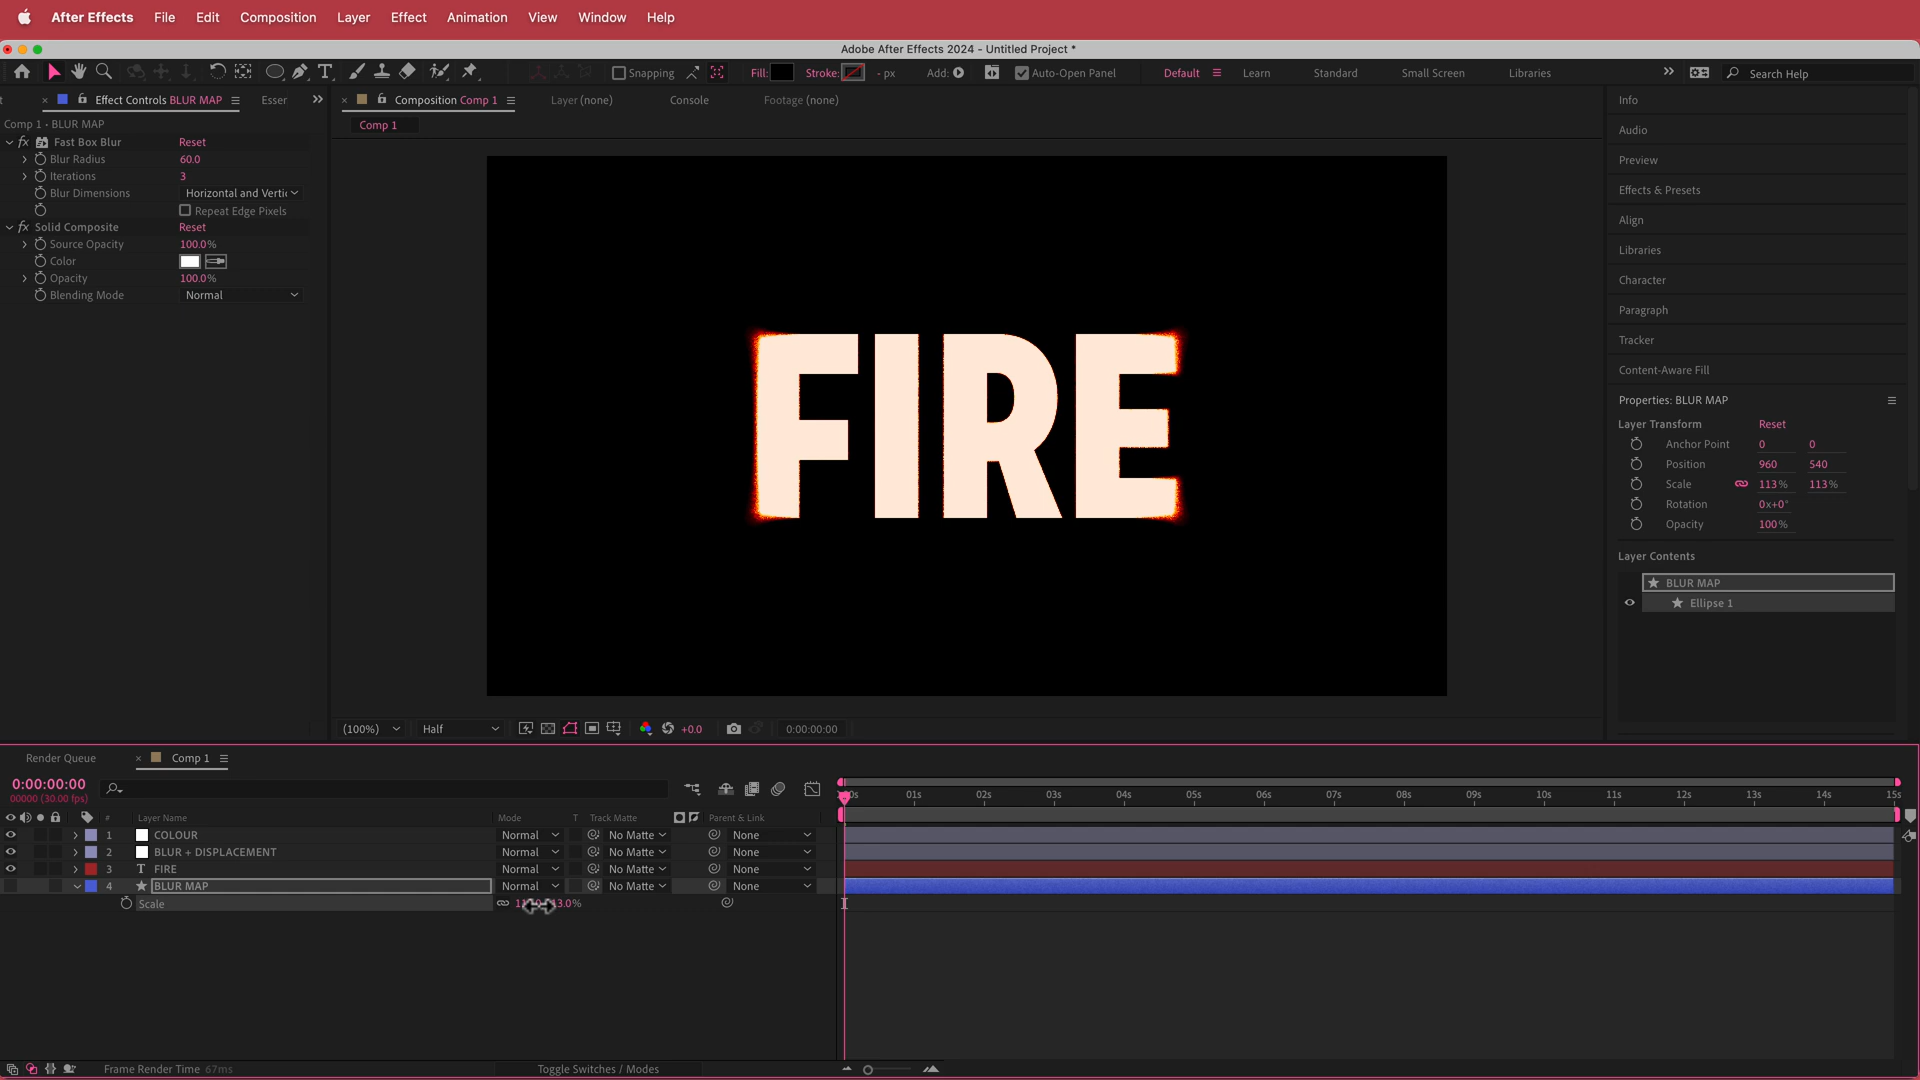 After Effects File Edit Composition Layer Effect Animation View Window Help
Adobe After Effects 2024 - Untitled Project *
Snapping Fill: Stroke: - px Add: Auto-Open Panel Default Learn Standard Small Screen Libraries Search Help
Effect Controls BLUR MAP Esser
Composition Comp 1 Layer (none) Console Footage (none)
Comp 1 • BLUR MAP
Comp 1
fx Fast Box Blur Reset
Blur Radius 60.0
Iterations 3
Blur Dimensions Horizontal and Vertic
Repeat Edge Pixels
fx Solid Composite Reset
Source Opacity 100.0%
Color
Opacity 100.0%
Blending Mode Normal
FIRE
(100%) Half +0.0 0:00:00:00
Info
Audio
Preview
Effects & Presets
Align
Libraries
Character
Paragraph
Tracker
Content-Aware Fill
Properties: BLUR MAP
Layer Transform Reset
Anchor Point 0 0
Position 960 540
Scale 113% 113%
Rotation 0x+0°
Opacity 100%
Layer Contents
BLUR MAP
Ellipse 1
Render Queue Comp 1
0:00:00:00
00000 (30.00 fps)
01s 02s 03s 04s 05s 06s 07s 08s 09s 10s 11s 12s 13s 14s 15s
# Layer Name Mode T Track Matte Parent & Link
1 COLOUR Normal No Matte None
2 BLUR + DISPLACEMENT Normal No Matte None
3 T FIRE Normal No Matte None
4 BLUR MAP Normal No Matte None
Scale
Frame Render Time 67ms Toggle Switches / Modes